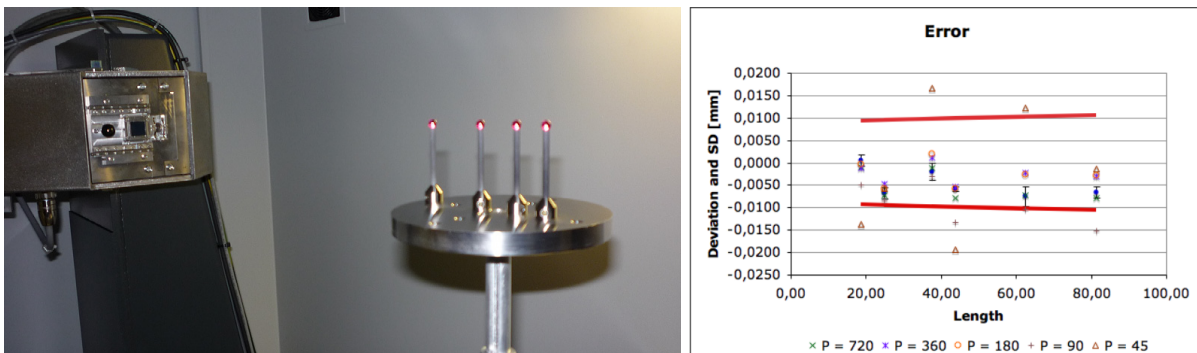 Error
Deviation and SD [mm]
0,0200
0,0150
0,0100
0,0050
0,0000
-0,0050
-0,0100
-0,0150
-0,0200
-0,0250
0,00 20,00 40,00 60,00 80,00 100,00
Length
P = 720 P = 360 P = 180 P = 90 P = 45